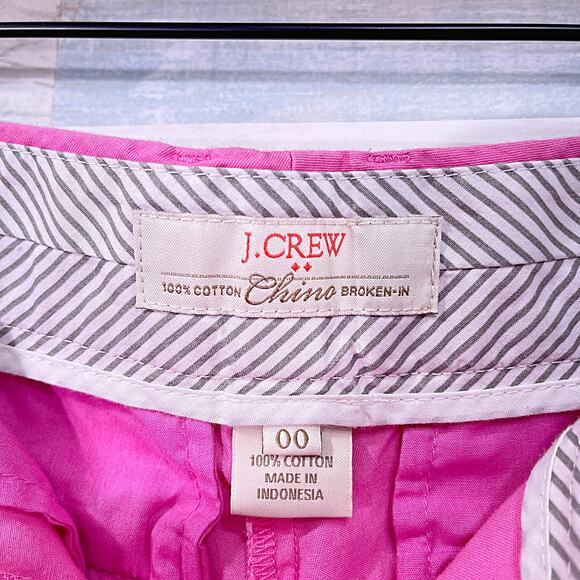 J.CREW
100% COTTON Chino BROKEN-IN
00
100% COTTON
MADE IN
INDONESIA